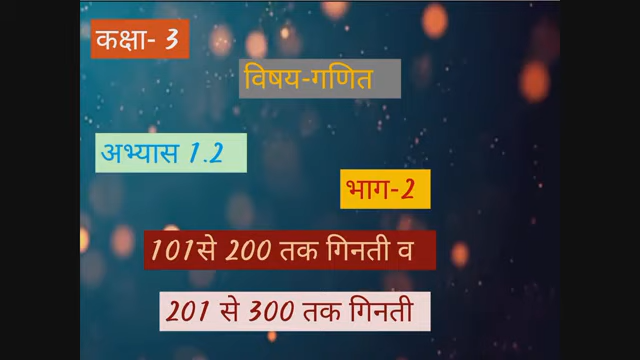 कक्षा- 3
विषय-गणित
अभ्यास 1.2
भाग-2
101से 200 तक गिनती व
201 से 300 तक गिनती